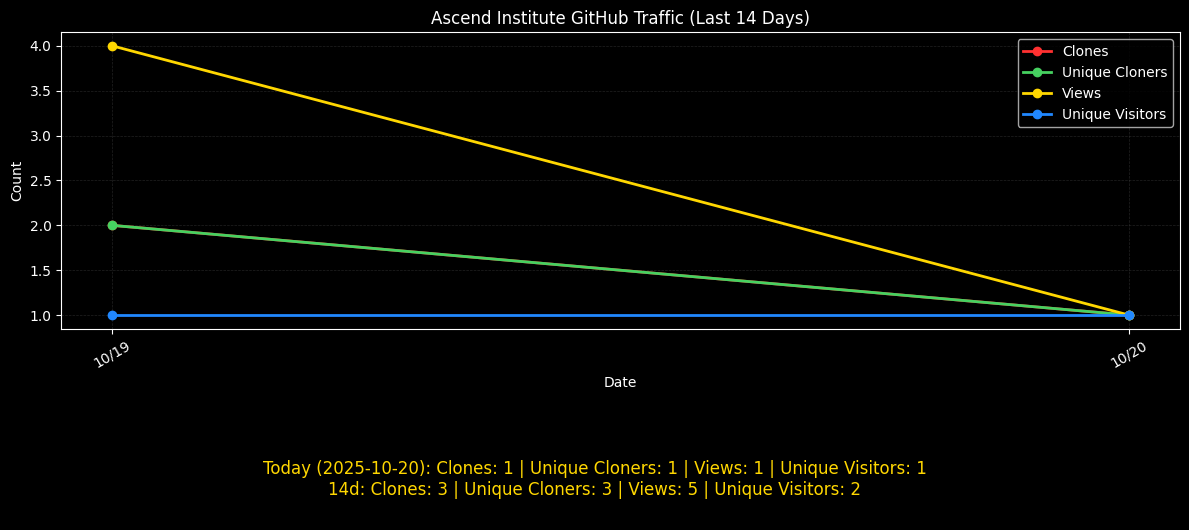 Ascend Institute GitHub Traffic (Last 14 Days)
Clones
Unique Cloners
Views
Unique Visitors
Count
4.0
3.5
3.0
2.5
2.0
1.5
1.0
10/19
10/20
Date
Today (2025-10-20): Clones: 1 | Unique Cloners: 1 | Views: 1 | Unique Visitors: 1
14d: Clones: 3 | Unique Cloners: 3 | Views: 5 | Unique Visitors: 2